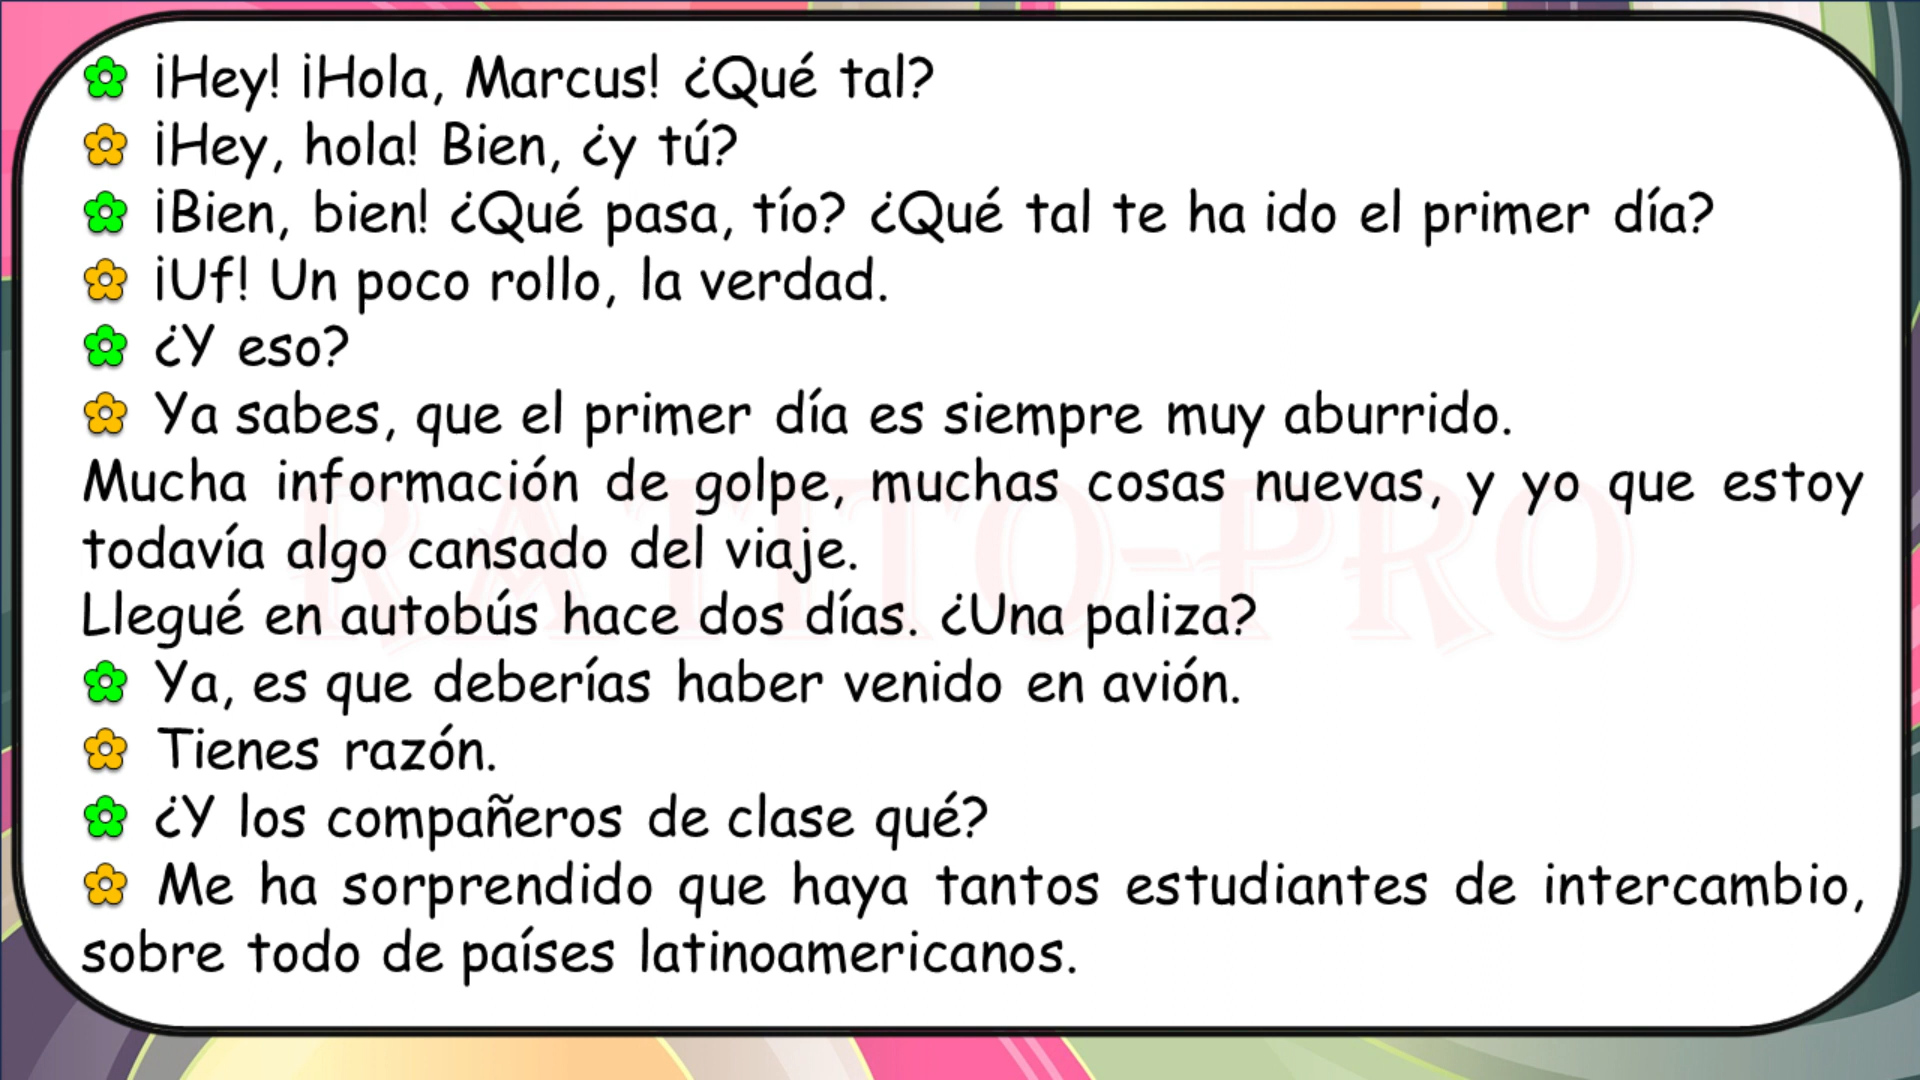 ¡Hey! ¡Hola, Marcus! ¿Qué tal?
¡Hey, hola! Bien, ¿y tú?
¡Bien, bien! ¿Qué pasa, tío? ¿Qué tal te ha ido el primer día?
¡Uf! Un poco rollo, la verdad.
¿Y eso?
Ya sabes, que el primer día es siempre muy aburrido.
Mucha información de golpe, muchas cosas nuevas, y yo que estoy
todavía algo cansado del viaje.
Llegué en autobús hace dos días. ¿Una paliza?
Ya, es que deberías haber venido en avión.
Tienes razón.
¿Y los compañeros de clase qué?
Me ha sorprendido que haya tantos estudiantes de intercambio,
sobre todo de países latinoamericanos.
RATITO-PRO